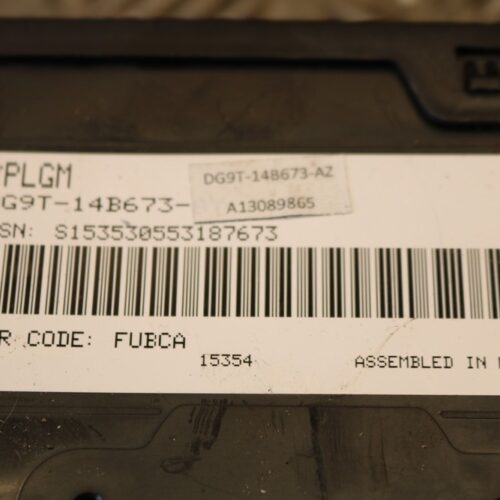 PLGM
DG9T-14B673-AZ
G9T-14B673-
A13089865
SN: S153530553187673
R CODE: FUBCA
15354
ASSEMBLED IN